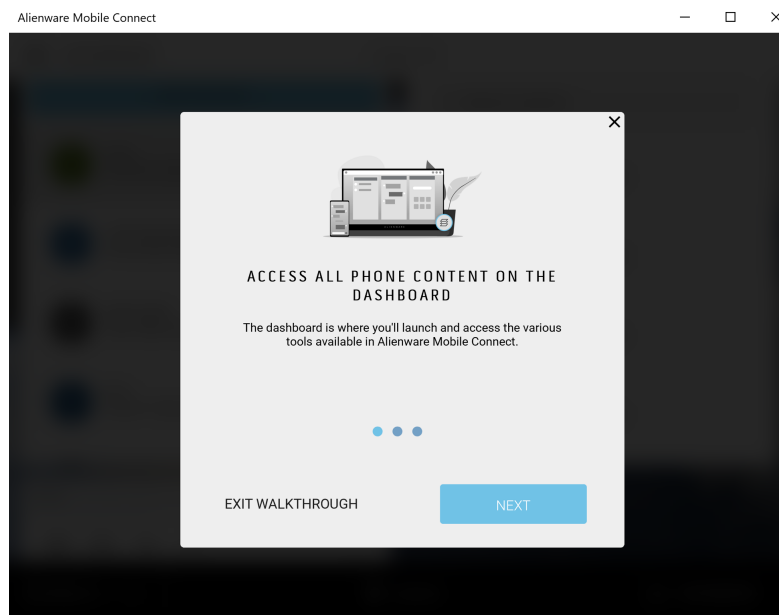 Alienware Mobile Connect
ALIENWARE
ACCESS ALL PHONE CONTENT ON THE
DASHBOARD
The dashboard is where you'll launch and access the various
tools available in Alienware Mobile Connect.
EXIT WALKTHROUGH
NEXT